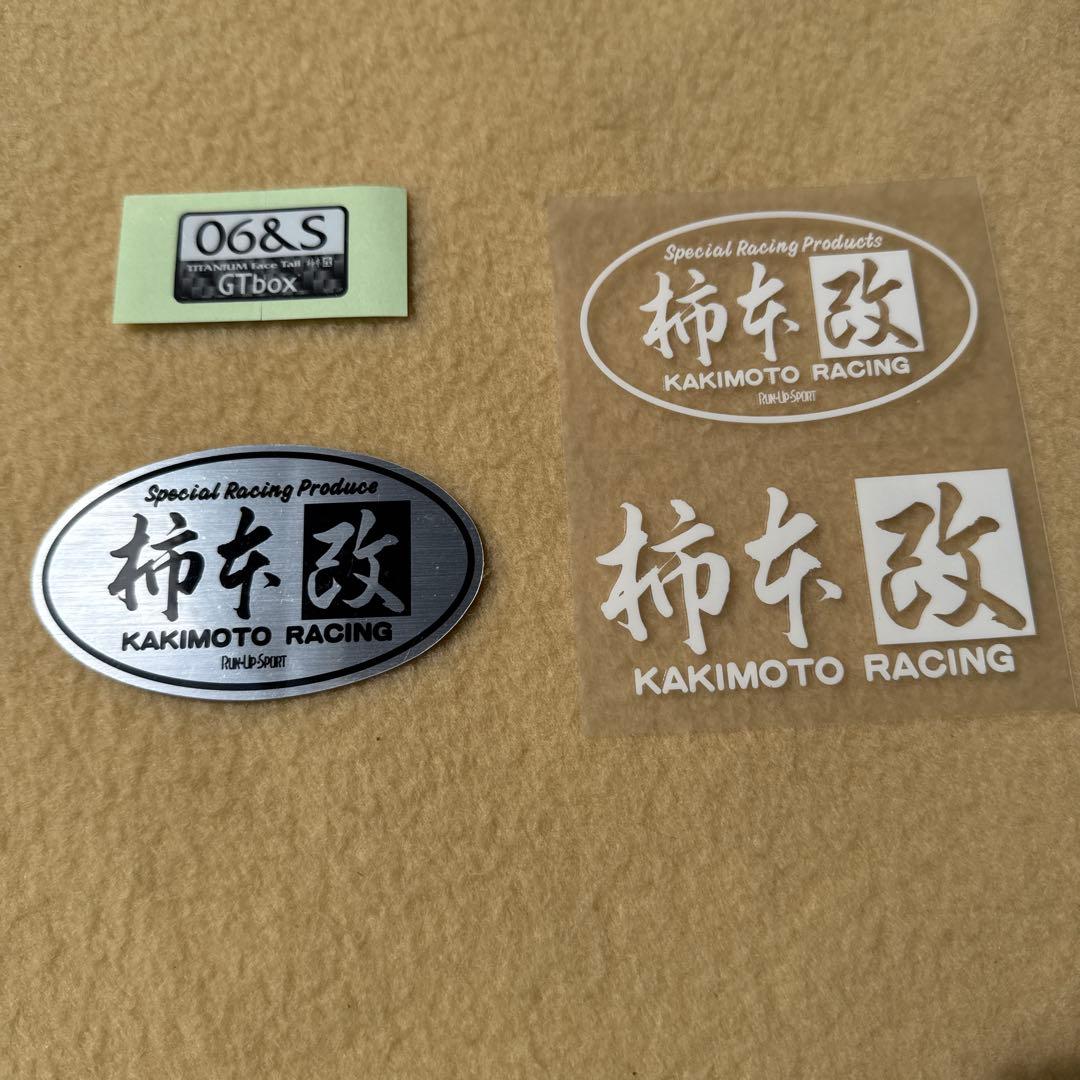 06&S
TITANIUM Face Tail 柿本改
GTbox
Special Racing Produce
柿本改
KAKIMOTO RACING
RUN-UP-SPORT
Special Racing Products
柿本改
KAKIMOTO RACING
RUN-UP-SPORT
柿本改
KAKIMOTO RACING